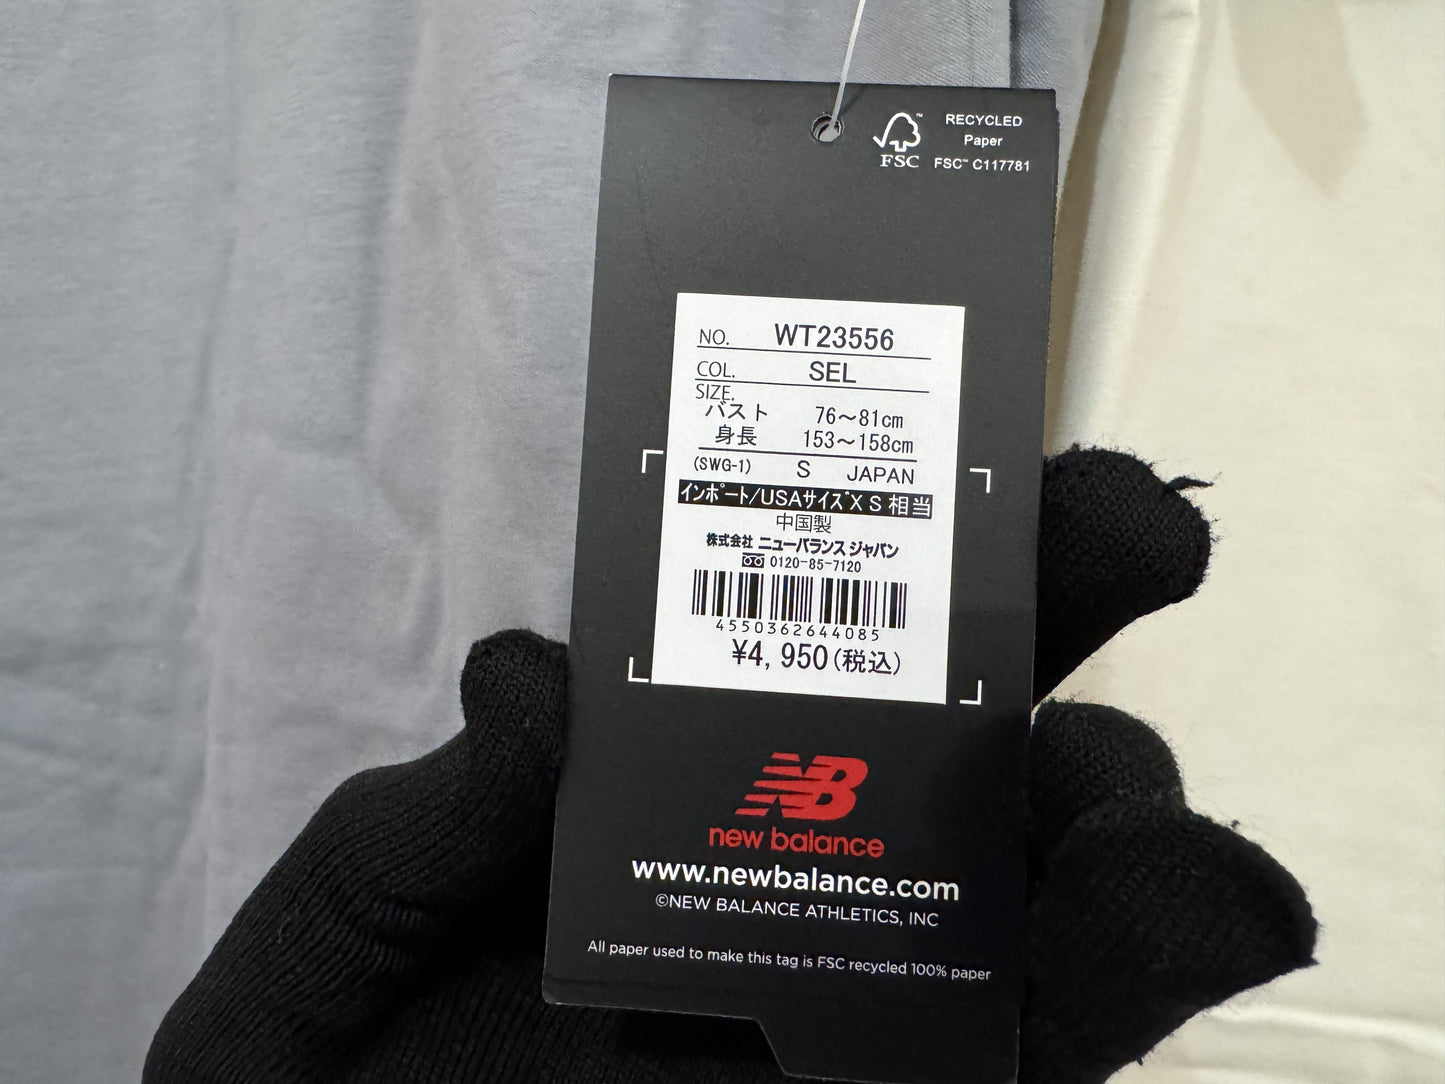 RECYCLED
Paper
FSC™ C117781
FSC
NO. WT23556
COL. SEL
SIZE.
バスト 76～81cm
身長 153～158cm
(SWG-1) S JAPAN
インポート/USAサイズXS相当
中国製
株式会社 ニューバランス ジャパン
0120-85-7120
4550362644085
¥4,950(税込)
NB
new balance
www.newbalance.com
©NEW BALANCE ATHLETICS, INC
All paper used to make this tag is FSC recycled 100% paper